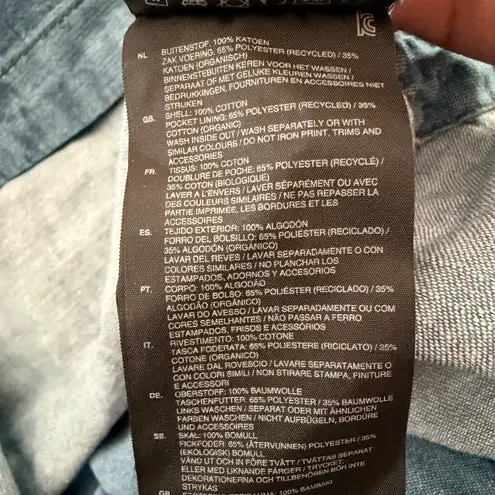 NL BUITENSTOF. 100% KATOEN
ZAK VOERING. 65% POLYESTER (RECYCLED) / 35%
KATOEN (ORGANISCH)
BINNENSTEBUITEN KEREN VOOR HET WASSEN /
SEPARAAT OF MET GELIJKE KLEUREN WASSEN /
BEDRUKKINGEN, FOURNITUREN EN ACCESSOIRES NIET
STRIJKEN
GB. SHELL: 100% COTTON
POCKET LINING: 65% POLYESTER (RECYCLED) / 35%
COTTON (ORGANIC)
WASH INSIDE OUT / WASH SEPARATELY OR WITH
SIMILAR COLOURS / DO NOT IRON PRINT, TRIMS AND
ACCESSORIES
FR. TISSUS: 100% COTON
DOUBLURE DE POCHE: 65% POLYESTER (RECYCLÉ) /
35% COTON (BIOLOGIQUE)
LAVER A L'ENVERS / LAVER SÉPARÉMENT OU AVEC
DES COULEURS SIMILAIRES / NE PAS REPASSER LA
PARTIE IMPRIMÉE, LES BORDURES ET LES
ACCESSOIRES
ES. TEJIDO EXTERIOR: 100% ALGODÓN
FORRO DEL BOLSILLO: 65% POLIÉSTER (RECICLADO) /
35% ALGODÓN (ORGÁNICO)
LAVAR DEL REVES / LAVAR SEPARADAMENTE O CON
COLORES SIMILARES / NO PLANCHAR LOS
ESTAMPADOS, ADORNOS Y ACCESORIOS
PT. CORPO: 100% ALGODÃO
FORRO DE BOLSO: 65% POLIÉSTER (RECICLADO) / 35%
ALGODÃO (ORGÂNICO)
LAVAR DO AVESSO / LAVAR SEPARADAMENTE OU COM
CORES SEMELHANTES / NÃO PASSAR A FERRO
ESTAMPADOS, FRISOS E ACESSÓRIOS
IT. RIVESTIMENTO: 100% COTONE
TASCA FODERATA: 65% POLIESTERE (RICICLATO) / 35%
COTONE (ORGANICO)
LAVARE DAL ROVESCIO / LAVARE SEPARATAMENTE O
CON COLORI SIMILI / NON STIRARE STAMPA, FINITURE
E ACCESSORI
DE. OBERSTOFF: 100% BAUMWOLLE
TASCHENFUTTER: 65% POLYESTER / 35% BAUMWOLLE
LINKS WASCHEN / SEPARAT ODER MIT ÄHNLICHEN
FARBEN WASCHEN / NICHT AUFBÜGELN, BORDÜREN
UND ACCESSOIRES
SE. SKAL: 100% BOMULL
FICKFODER: 65% (ÅTERVUNNEN) POLYESTER / 35%
(EKOLOGISK) BOMULL
VÄND UT OCH IN FÖRE TVÄTT / TVÄTTAS SEPARAT
ELLER MED LIKNANDE FÄRGER / TRYCKET,
DEKORATIONER OCH TILLBEHÖREN BÖR INTE
STRYKAS